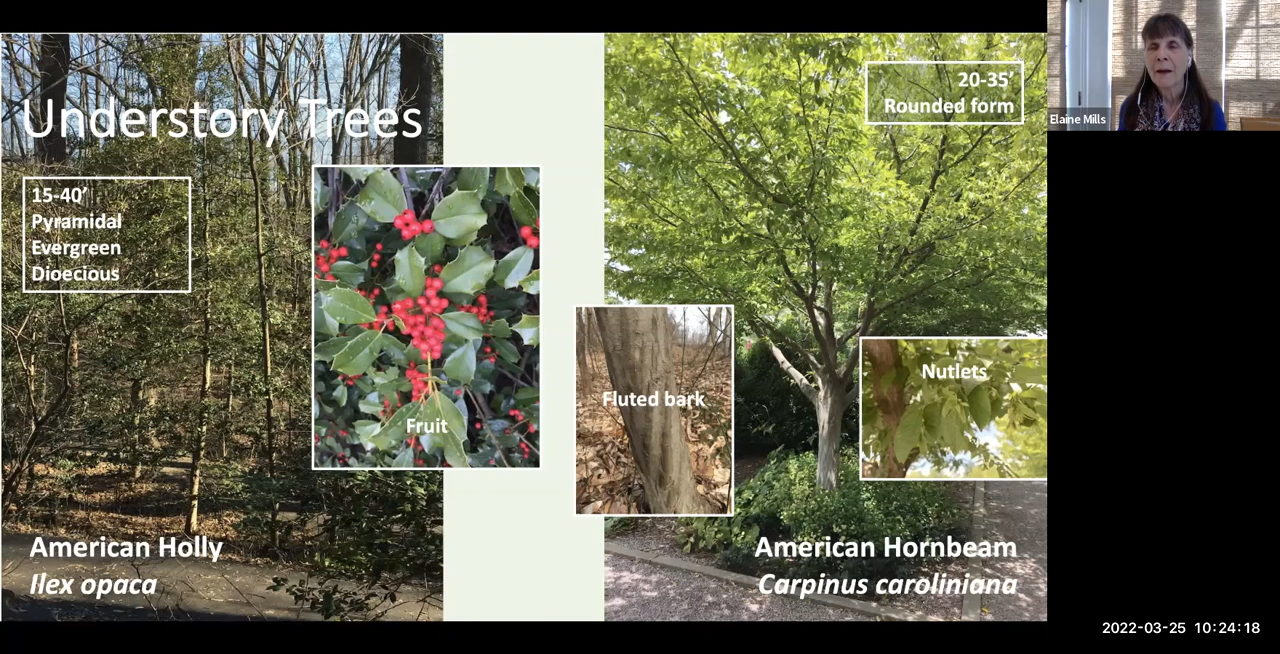 Understory Trees
15-40'
Pyramidal
Evergreen
Dioecious
Fruit
American Holly
Ilex opaca
20-35'
Rounded form
Fluted bark
Nutlets
American Hornbeam
Carpinus caroliniana
Elaine Mills
2022-03-25 10:24:18